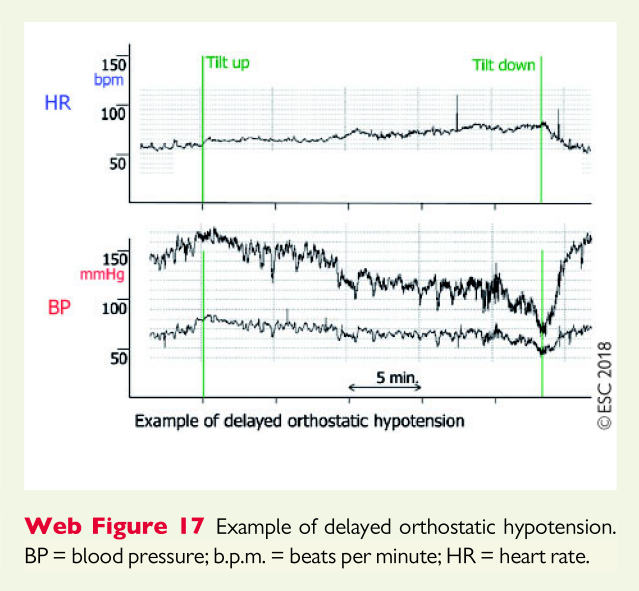 150
Tilt up
Tilt down
bpm
HR
100
50
150
mmHg
BP
100
50
5 min.
Example of delayed orthostatic hypotension
©ESC 2018
Web Figure 17 Example of delayed orthostatic hypotension.
BP = blood pressure; b.p.m. = beats per minute; HR = heart rate.